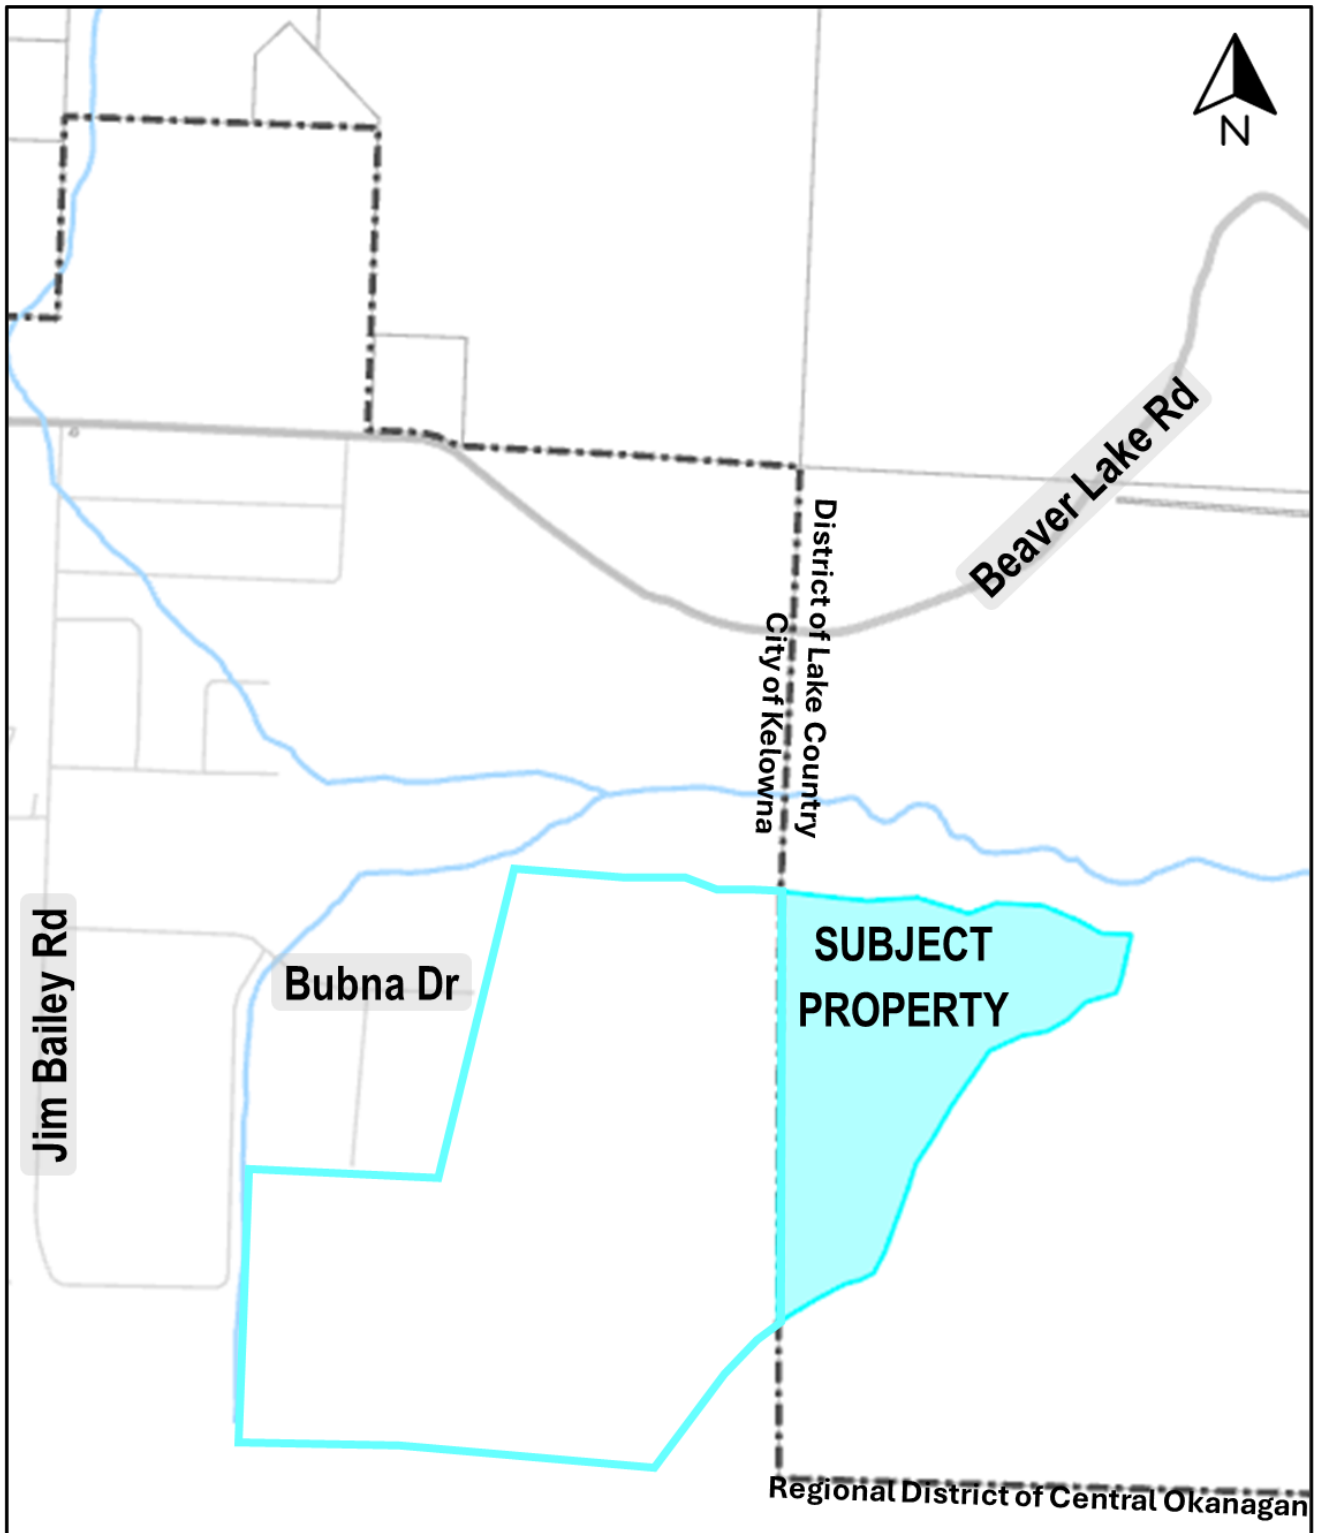 N
Beaver Lake Rd
District of Lake Country
City of Kelowna
SUBJECT
PROPERTY
Bubna Dr
Jim Bailey Rd
Regional District of Central Okanagan